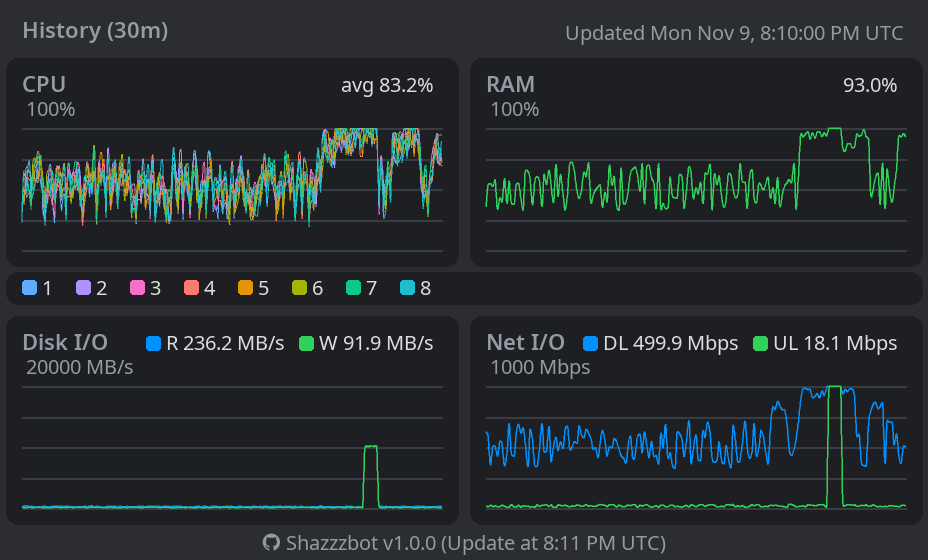 History (30m)
Updated Mon Nov 9, 8:10:00 PM UTC
CPU avg 83.2%
100%
RAM 93.0%
100%
1 2 3 4 5 6 7 8
Disk I/O R 236.2 MB/s W 91.9 MB/s
20000 MB/s
Net I/O DL 499.9 Mbps UL 18.1 Mbps
1000 Mbps
Shazzzbot v1.0.0 (Update at 8:11 PM UTC)